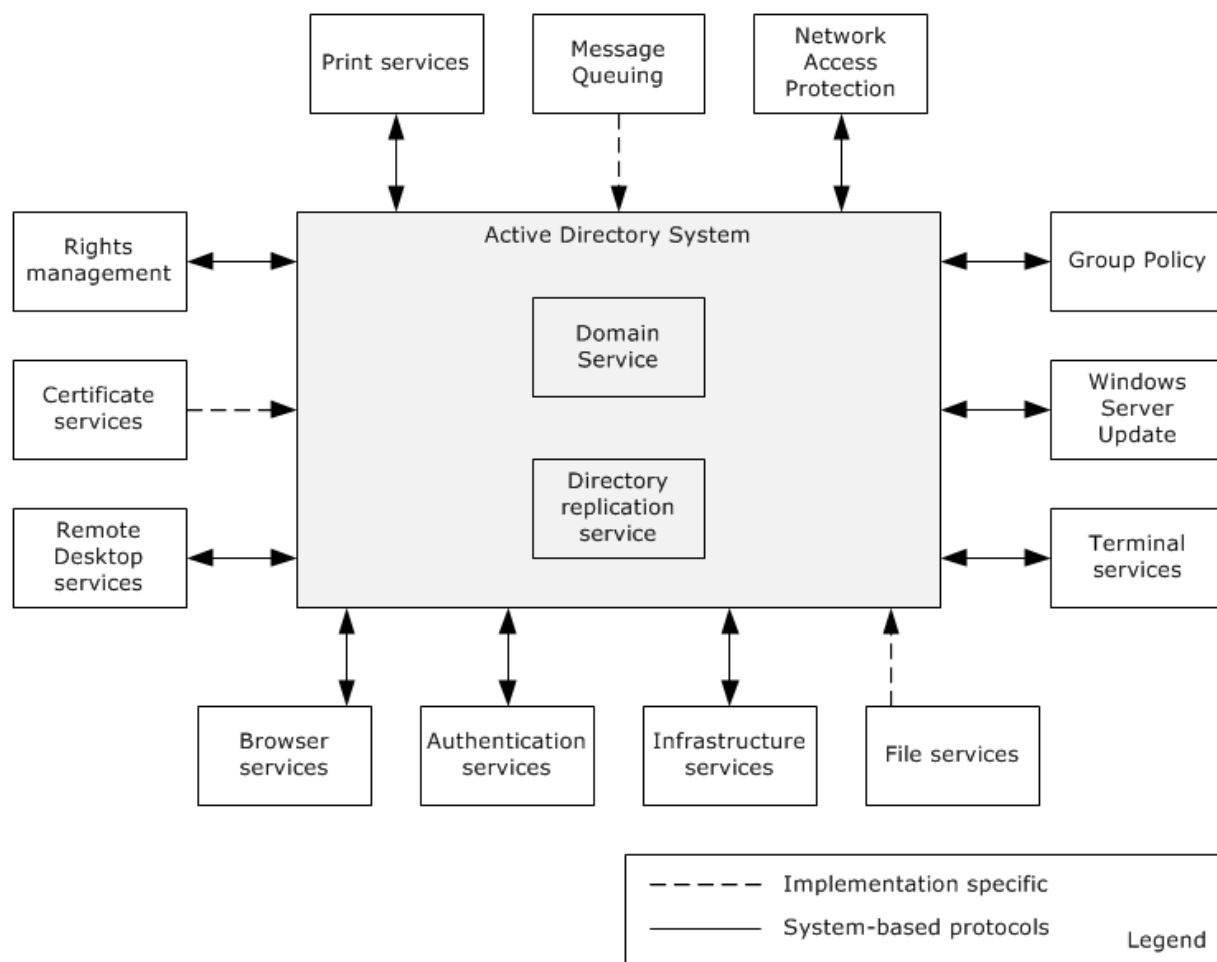 Print services
Message
Queuing
Network
Access
Protection
Rights
management
Active Directory System
Group Policy
Domain
Service
Certificate
services
Windows
Server
Update
Directory
replication
service
Remote
Desktop
services
Terminal
services
Browser
services
Authentication
services
Infrastructure
services
File services
Implementation specific
System-based protocols
Legend